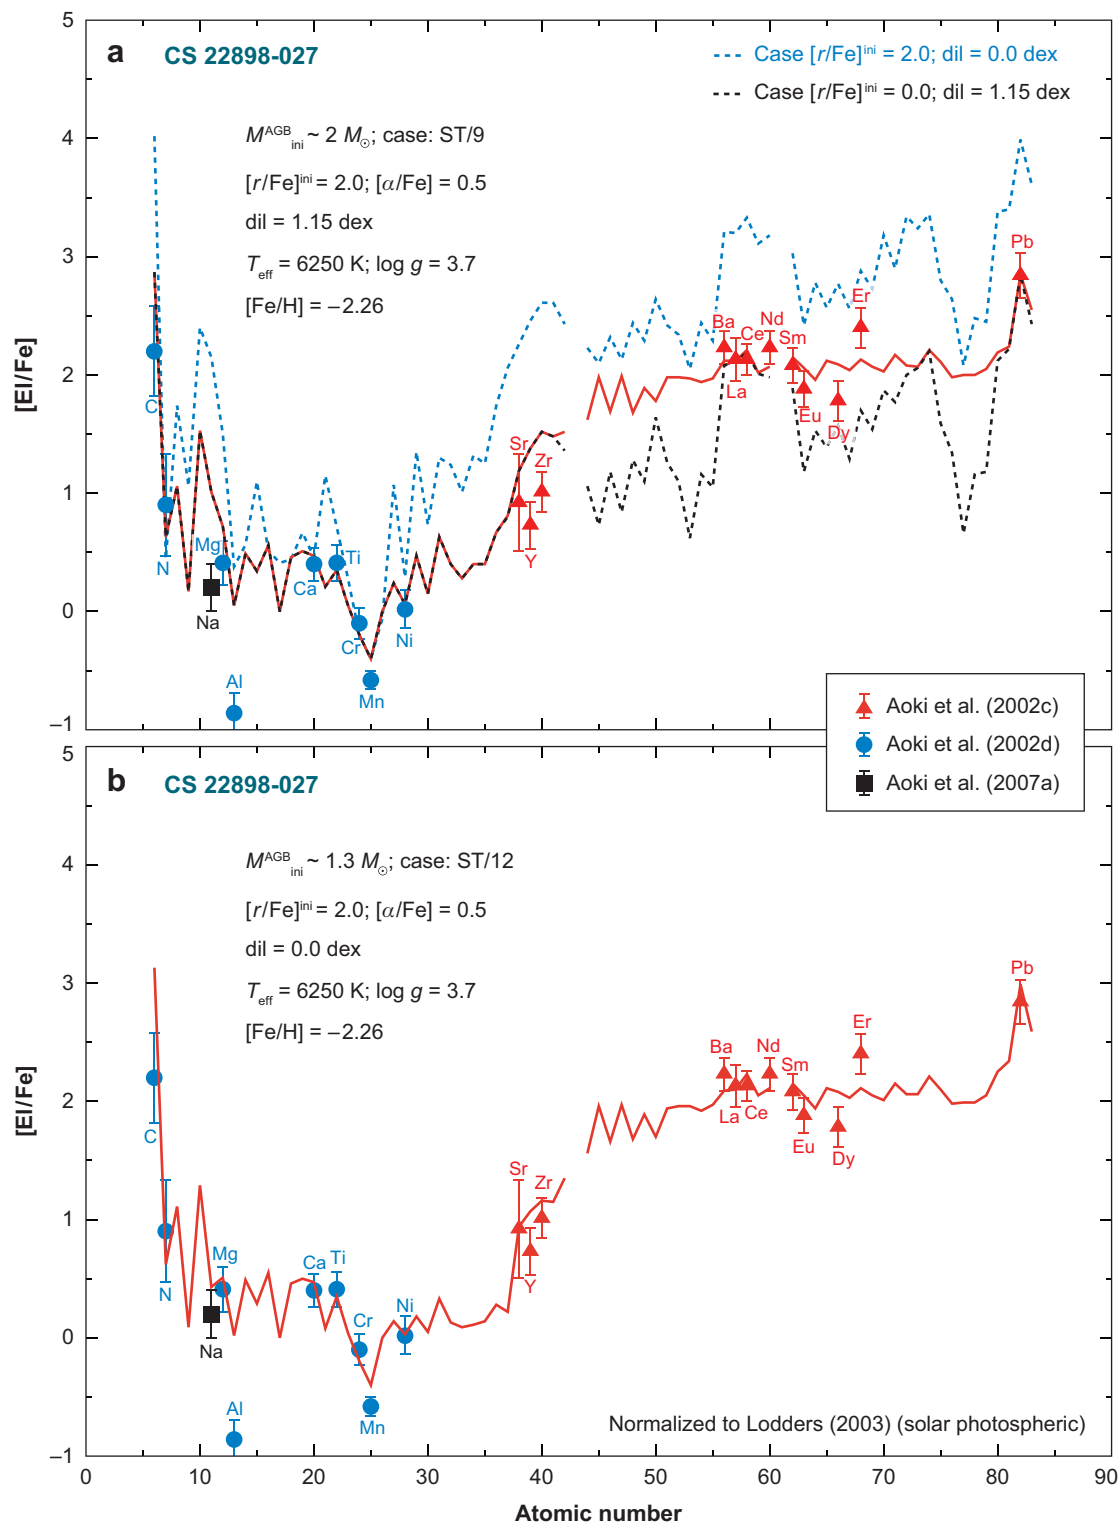 5
a CS 22898-027
Case [r/Fe]ini = 2.0; dil = 0.0 dex
Case [r/Fe]ini = 0.0; dil = 1.15 dex
4
MAGBini ~ 2 M⊙; case: ST/9
[r/Fe]ini = 2.0; [α/Fe] = 0.5
dil = 1.15 dex
Teff = 6250 K; log g = 3.7
[Fe/H] = −2.26
3
2
1
0
−1
[El/Fe]
C
N
Na
Mg
Al
Ca
Ti
Cr
Mn
Ni
Sr
Y
Zr
Ba
La
Ce
Nd
Sm
Eu
Dy
Er
Pb
Aoki et al. (2002c)
Aoki et al. (2002d)
Aoki et al. (2007a)
5
b CS 22898-027
4
MAGBini ~ 1.3 M⊙; case: ST/12
[r/Fe]ini = 2.0; [α/Fe] = 0.5
dil = 0.0 dex
Teff = 6250 K; log g = 3.7
[Fe/H] = −2.26
3
2
1
0
−1
[El/Fe]
C
N
Na
Mg
Al
Ca
Ti
Cr
Mn
Ni
Sr
Y
Zr
Ba
La
Ce
Nd
Sm
Eu
Dy
Er
Pb
Normalized to Lodders (2003) (solar photospheric)
0 10 20 30 40 50 60 70 80 90
Atomic number